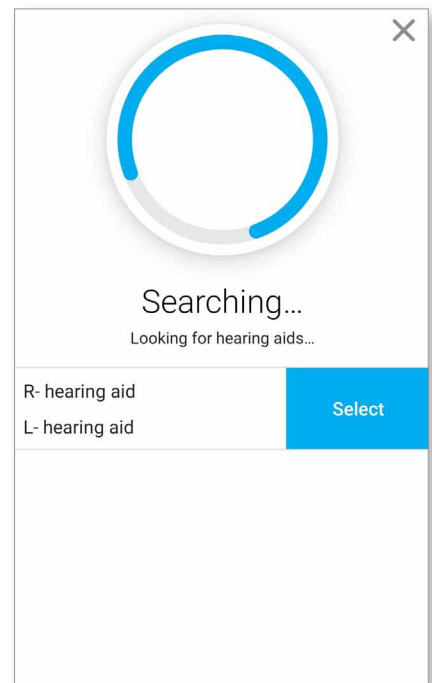 Searching...
Looking for hearing aids...
R- hearing aid
L- hearing aid
Select